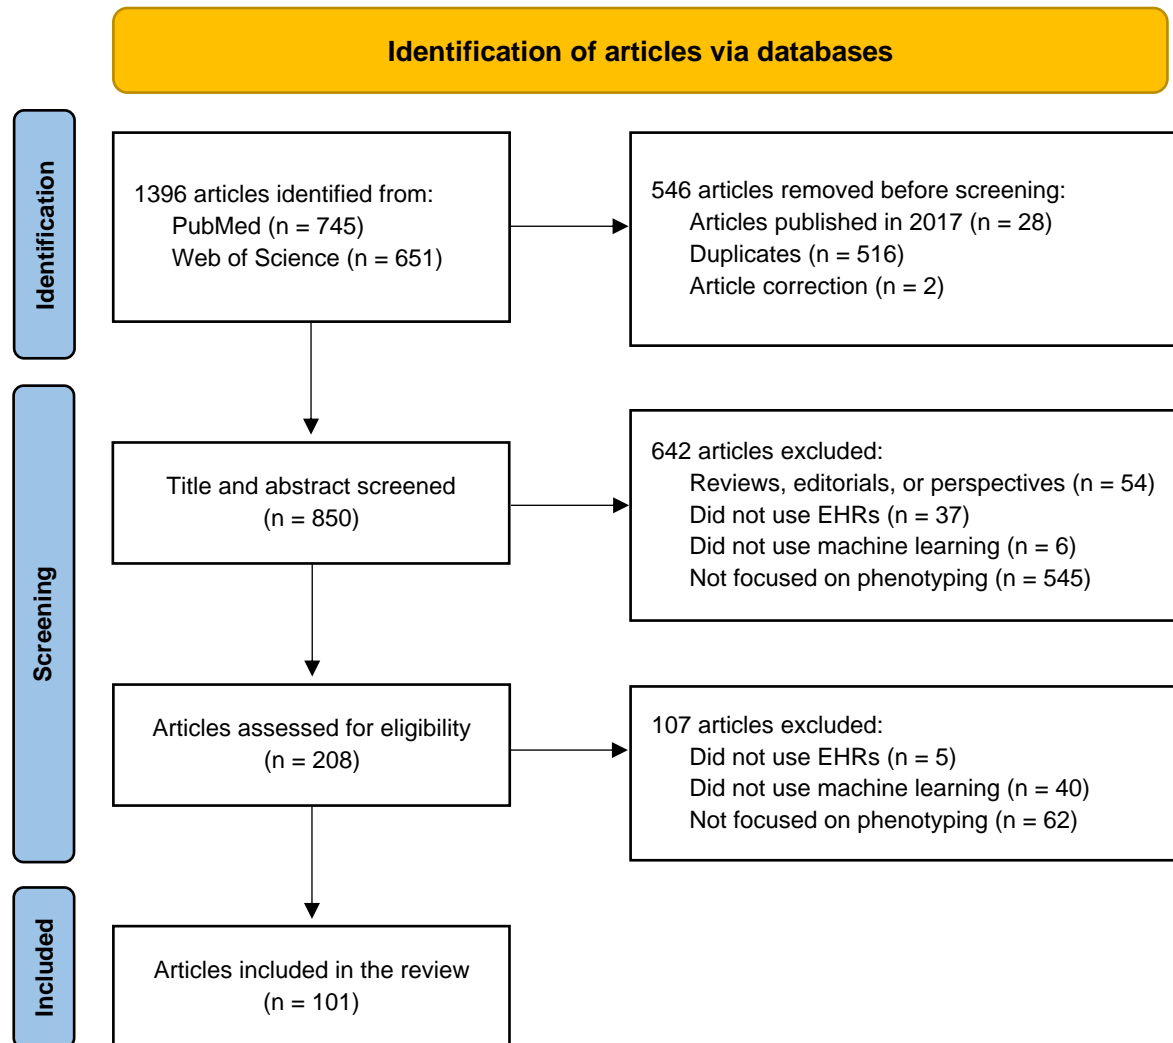 Identification of articles via databases
Identification
1396 articles identified from:
PubMed (n = 745)
Web of Science (n = 651)
546 articles removed before screening:
Articles published in 2017 (n = 28)
Duplicates (n = 516)
Article correction (n = 2)
Screening
Title and abstract screened
(n = 850)
642 articles excluded:
Reviews, editorials, or perspectives (n = 54)
Did not use EHRs (n = 37)
Did not use machine learning (n = 6)
Not focused on phenotyping (n = 545)
Articles assessed for eligibility
(n = 208)
107 articles excluded:
Did not use EHRs (n = 5)
Did not use machine learning (n = 40)
Not focused on phenotyping (n = 62)
Included
Articles included in the review
(n = 101)